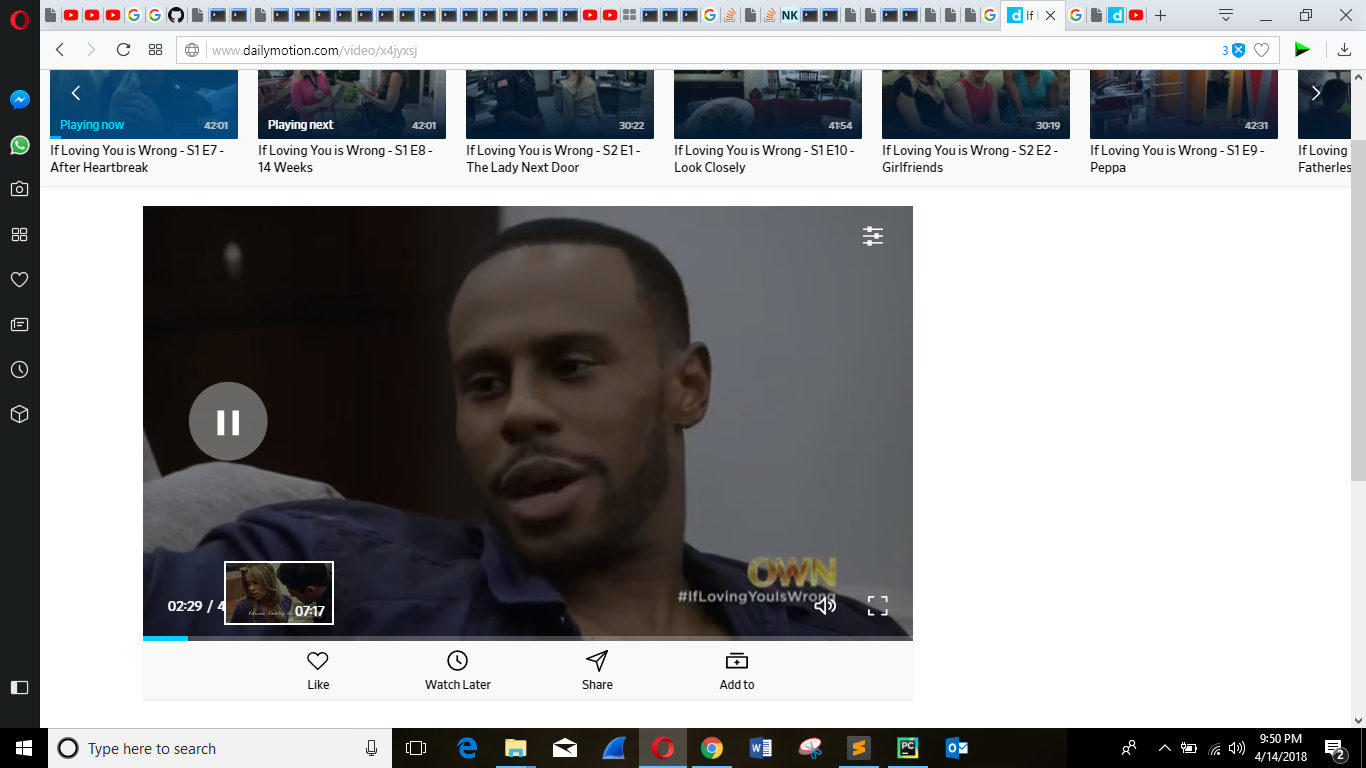 NK
If
www.dailymotion.com/video/x4jyxsj
3
Playing now
42:01
Playing next
42:01
30:22
41:54
30:19
42:31
If Loving You is Wrong - S1 E7 -
After Heartbreak
If Loving You is Wrong - S1 E8 -
14 Weeks
If Loving You is Wrong - S2 E1 -
The Lady Next Door
If Loving You is Wrong - S1 E10 -
Look Closely
If Loving You is Wrong - S2 E2 -
Girlfriends
If Loving You is Wrong - S1 E9 -
Peppa
If Loving
OWN
#IfLovingYouIsWrong
02:29 / 4
07:17
Like
Watch Later
Share
Add to
Type here to search
9:50 PM
4/14/2018
2